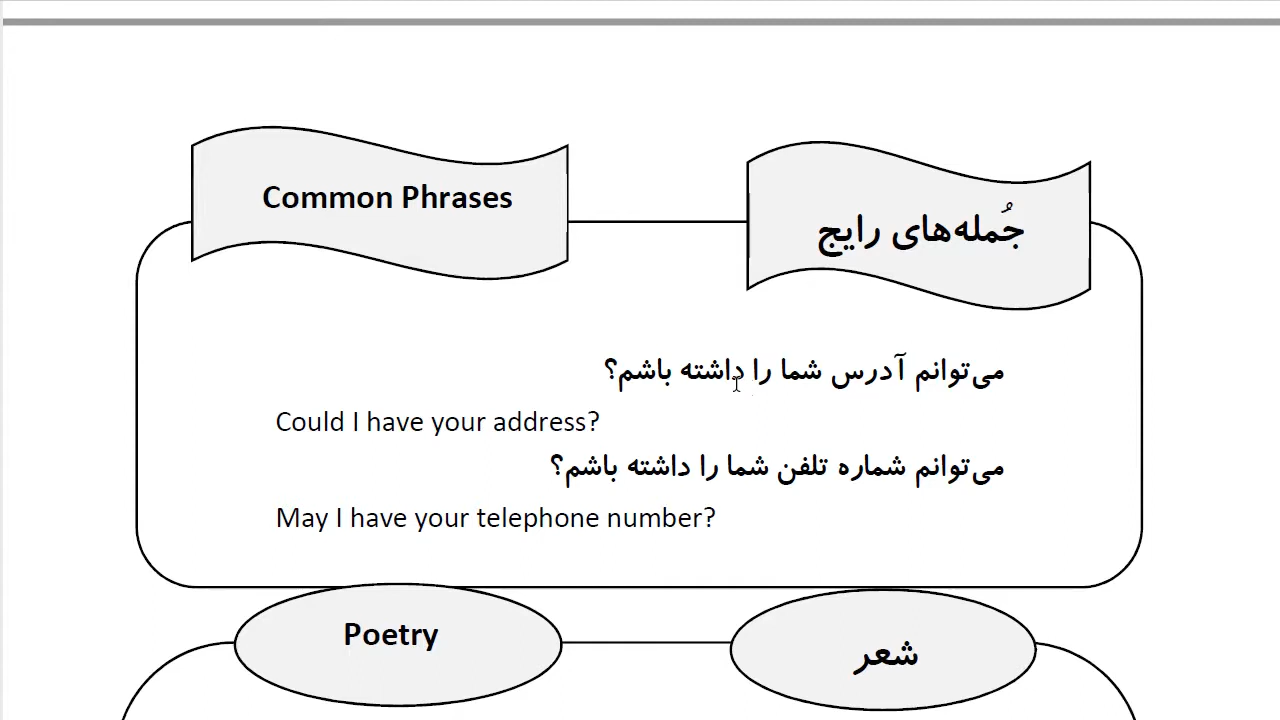 Common Phrases
جُمله‌های رایج
می‌توانم آدرس شما را داشته باشم؟
Could I have your address?
می‌توانم شماره تلفن شما را داشته باشم؟
May I have your telephone number?
Poetry
شعر